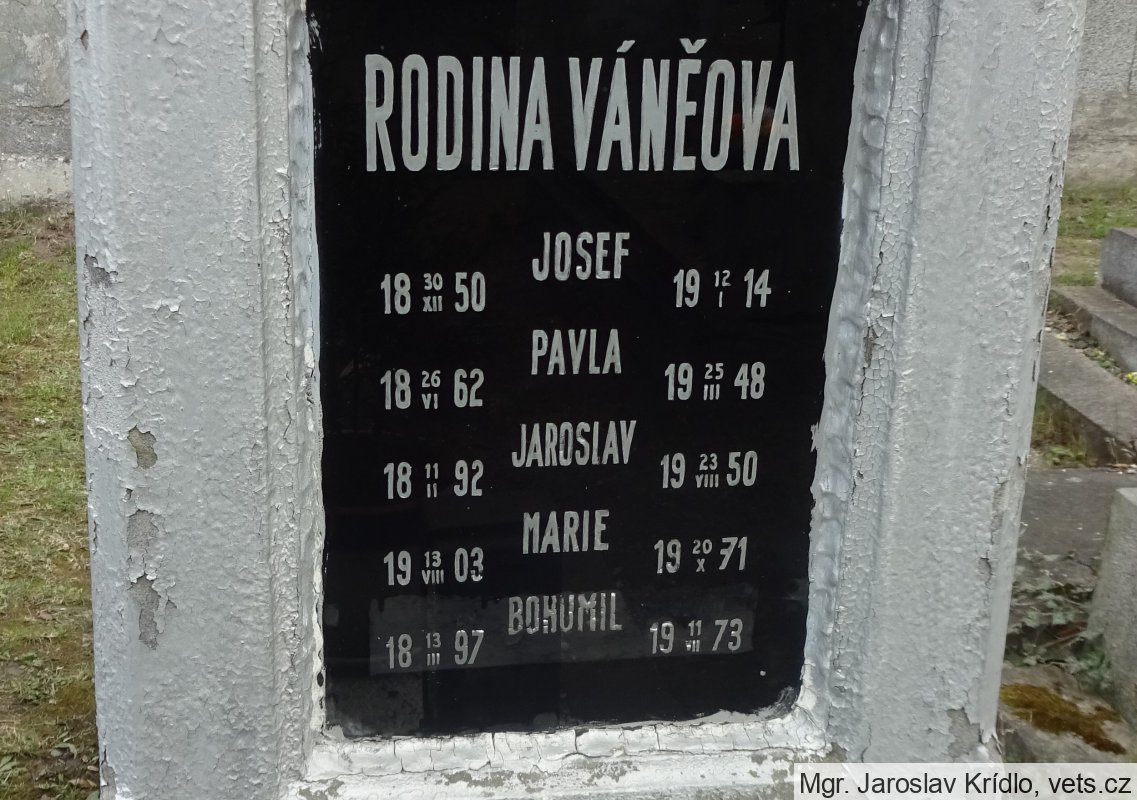 RODINA VÁNĚOVA
JOSEF
18 30 XII 50 19 12 I 14
PAVLA
18 26 VI 62 19 25 III 48
JAROSLAV
18 11 II 92 19 23 VIII 50
MARIE
19 13 VIII 03 19 20 X 71
BOHUMIL
18 13 III 97 19 11 VII 73
Mgr. Jaroslav Krídlo, vets.cz